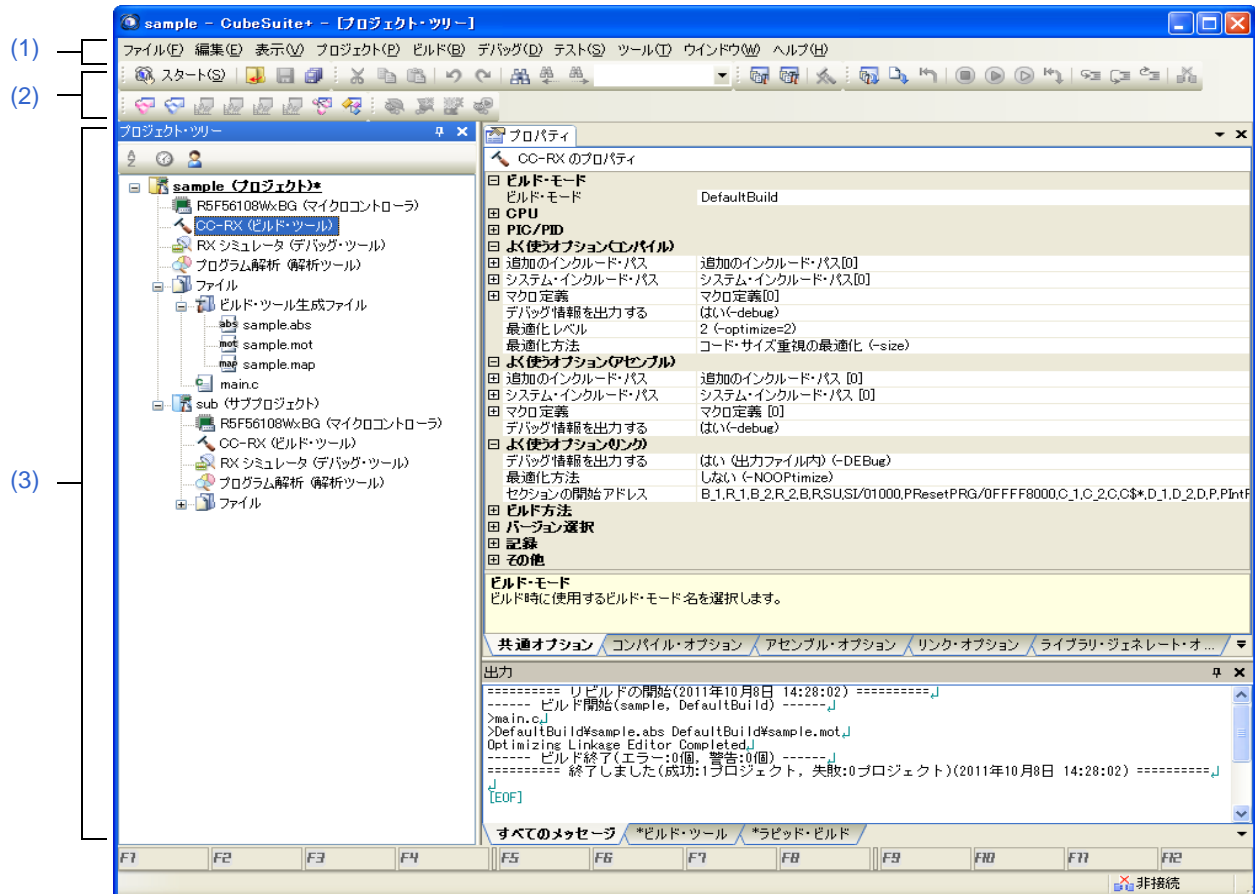 sample - CubeSuite+ - [プロジェクト・ツリー]
(1)
ファイル(F) 編集(E) 表示(V) プロジェクト(P) ビルド(B) デバッグ(D) テスト(S) ツール(T) ウインドウ(W) ヘルプ(H)
(2)
スタート(S)
(3)
プロジェクト・ツリー
sample (プロジェクト)*
R5F56108WxBG (マイクロコントローラ)
CC-RX (ビルド・ツール)
RX シミュレータ (デバッグ・ツール)
プログラム解析 (解析ツール)
ファイル
ビルド・ツール生成ファイル
abs sample.abs
mot sample.mot
map sample.map
main.c
sub (サブプロジェクト)
R5F56108WxBG (マイクロコントローラ)
CC-RX (ビルド・ツール)
RX シミュレータ (デバッグ・ツール)
プログラム解析 (解析ツール)
ファイル
プロパティ
CC-RX のプロパティ
ビルド・モード
ビルド・モード DefaultBuild
CPU
PIC/PID
よく使うオプション(コンパイル)
追加のインクルード・パス 追加のインクルード・パス[0]
システム・インクルード・パス システム・インクルード・パス[0]
マクロ定義 マクロ定義[0]
デバッグ情報を出力する はい(-debug)
最適化レベル 2 (-optimize=2)
最適化方法 コード・サイズ重視の最適化 (-size)
よく使うオプション(アセンブル)
追加のインクルード・パス 追加のインクルード・パス [0]
システム・インクルード・パス システム・インクルード・パス [0]
マクロ定義 マクロ定義 [0]
デバッグ情報を出力する はい(-debug)
よく使うオプション(リンク)
デバッグ情報を出力する はい (出力ファイル内) (-DEBug)
最適化方法 しない (-NOOPtimize)
セクションの開始アドレス B_1,R_1,B_2,R_2,B,R,SU,SI/01000,PResetPRG/0FFFF8000,C_1,C_2,C,C$*,D_1,D_2,D,P,PIntF
ビルド方法
バージョン選択
記録
その他
ビルド・モード
ビルド時に使用するビルド・モード名を選択します。
共通オプション コンパイル・オプション アセンブル・オプション リンク・オプション ライブラリ・ジェネレート・オ...
出力
========== リビルドの開始(2011年10月8日 14:28:02) ==========↲
------ ビルド開始(sample, DefaultBuild) ------↲
>main.c↲
>DefaultBuild¥sample.abs DefaultBuild¥sample.mot↲
Optimizing Linkage Editor Completed↲
------ ビルド終了(エラー:0個, 警告:0個) ------↲
========== 終了しました(成功:1プロジェクト, 失敗:0プロジェクト)(2011年10月8日 14:28:02) ==========↲
↲
[EOF]
すべてのメッセージ *ビルド・ツール *ラピッド・ビルド
F1 F2 F3 F4 F5 F6 F7 F8 F9 F10 F11 F12
非接続